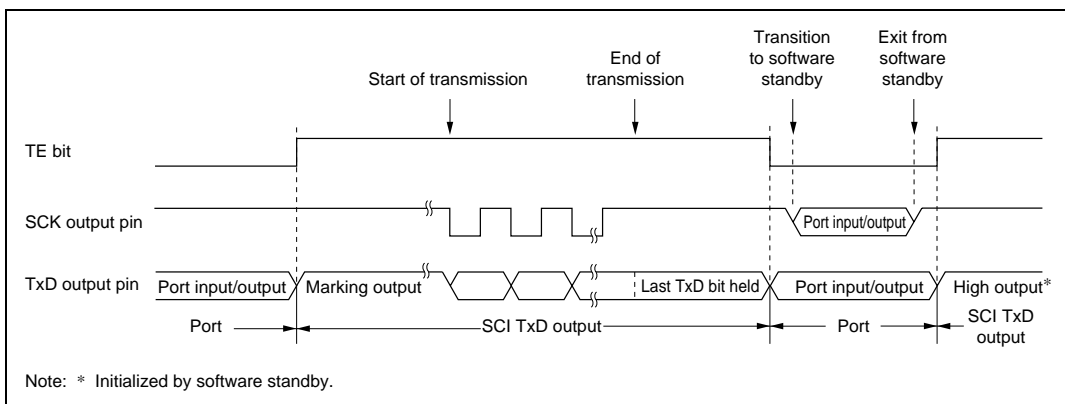 Start of transmission
End of
transmission
Transition
to software
standby
Exit from
software
standby
TE bit
SCK output pin
Port input/output
TxD output pin
Port input/output
Marking output
Last TxD bit held
Port input/output
High output*
Port
SCI TxD output
Port
SCI TxD
output
Note: * Initialized by software standby.